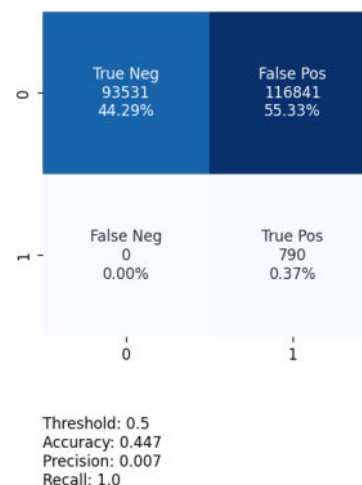 0
True Neg
93531
44.29%
False Pos
116841
55.33%
1
False Neg
0
0.00%
True Pos
790
0.37%
0
1
Threshold: 0.5
Accuracy: 0.447
Precision: 0.007
Recall: 1.0